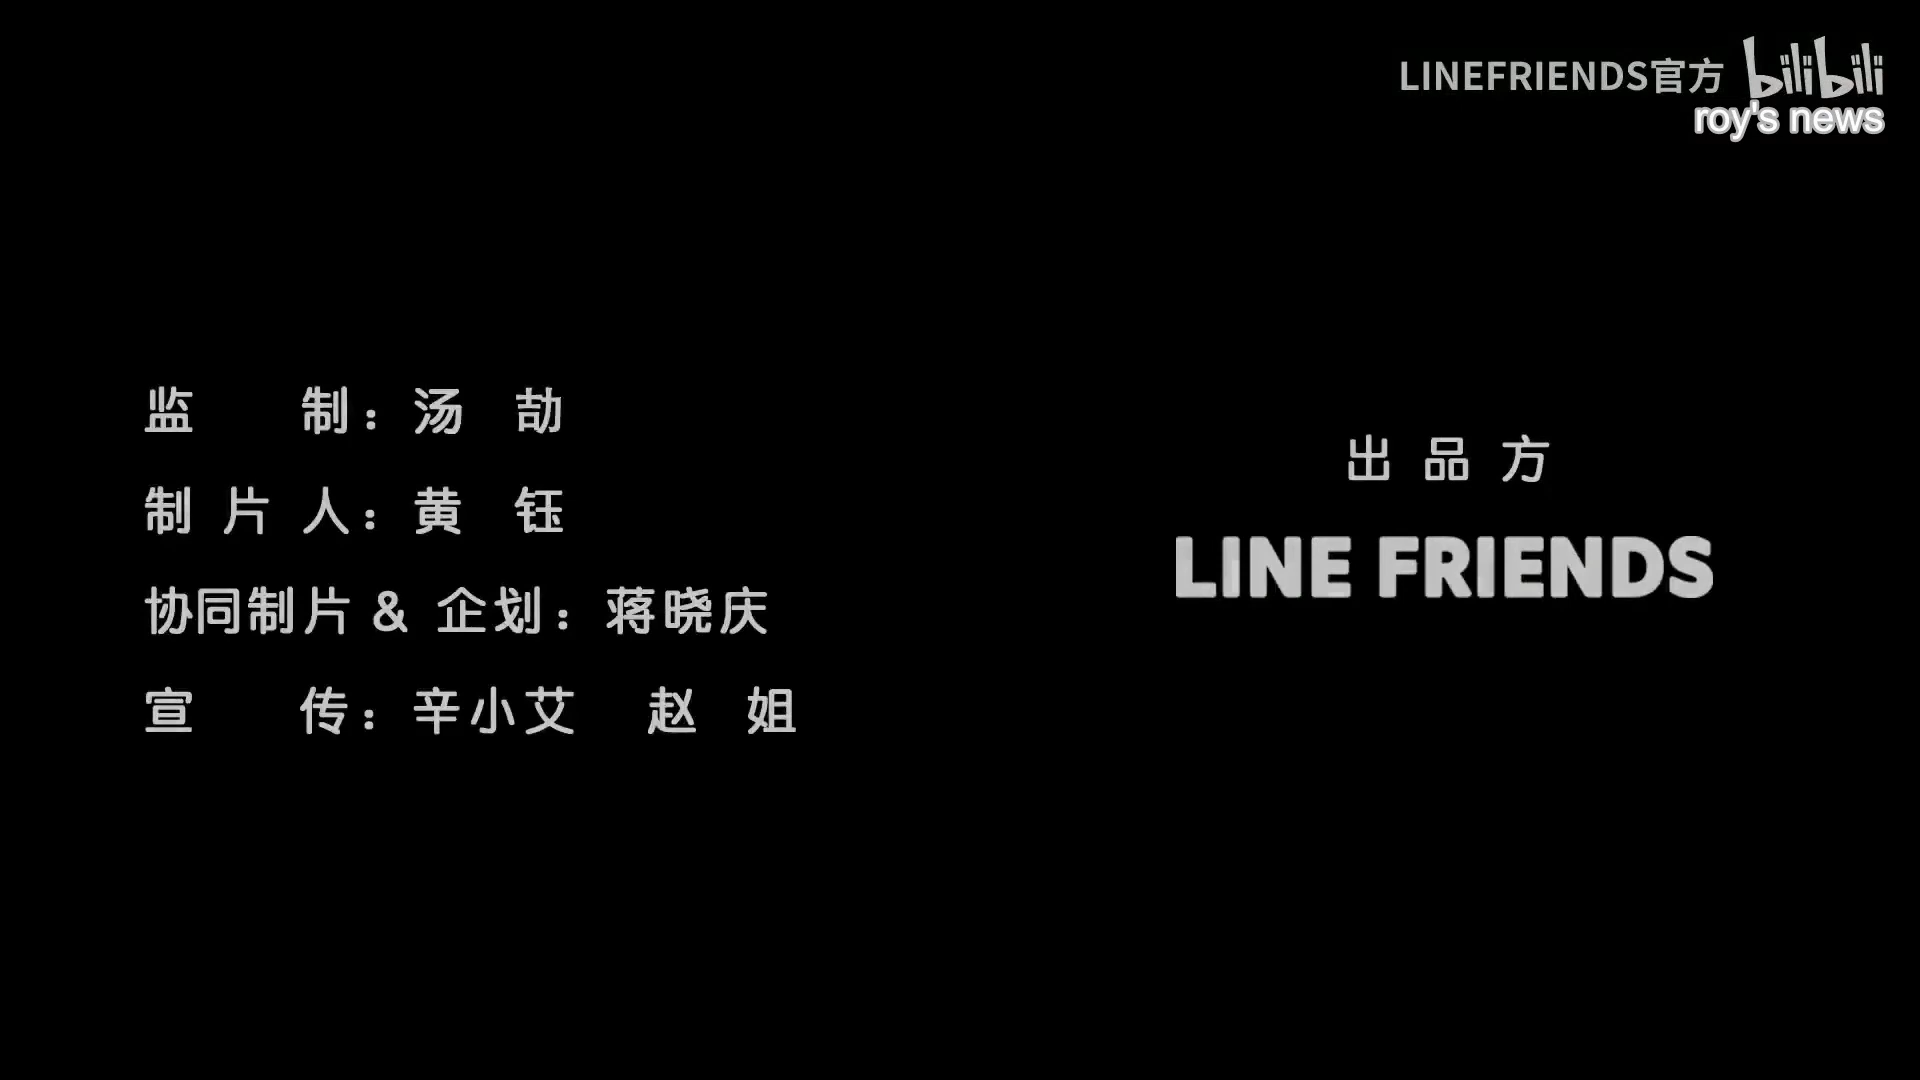 LINEFRIENDS官方 bilibili
roy's news
监 制：汤 劼
制 片 人：黄 钰
协同制片 & 企划：蒋晓庆
宣 传：辛小艾 赵 姐
出 品 方
LINE FRIENDS